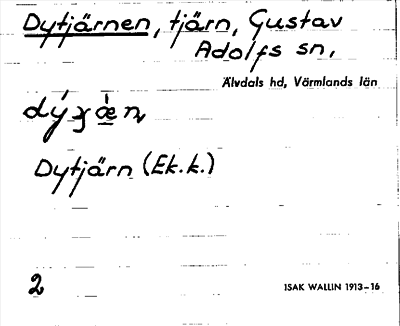 Dytjärnen, tjärn, Gustav
Adolfs sn,
Älvdals hd, Värmlands län
Dytjärn (Ek.k.)
2
ISAK WALLIN 1913–16